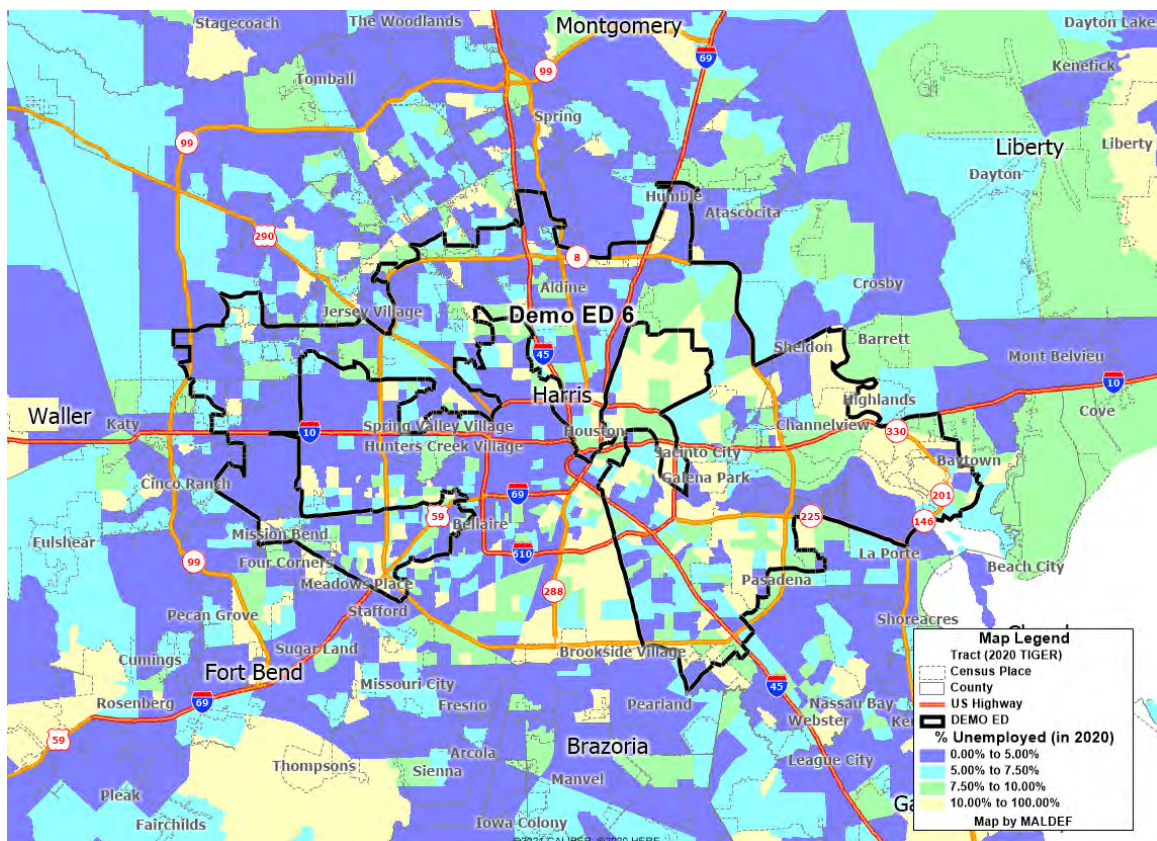 Stagecoach
The Woodlands
Montgomery
Dayton Lakes
99
69
Kenefick
Tomball
Spring
99
Liberty
Liberty
Dayton
Humble
Atascocita
290
8
Aldine
Crosby
Jersey Village
Demo ED 6
45
Sheldon
Barrett
Mont Belvieu
10
Harris
Highlands
Cove
Waller
Katy
10
Spring Valley Village
Houston
Channelview
330
Hunters Creek Village
Jacinto City
Baytown
Galena Park
Cinco Ranch
69
201
59
Bellaire
225
146
Mission Bend
Fulshear
610
La Porte
Four Corners
Beach City
99
Meadows Place
288
Pasadena
Pecan Grove
Stafford
Shoreacres
Sugar Land
Brookside Village
Cumings
Fort Bend
Missouri City
45
Rosenberg
69
Fresno
Pearland
Nassau Bay
Webster
59
Arcola
Brazoria
League City
Thompsons
Sienna
Manvel
Pleak
Fairchilds
Iowa Colony
Map Legend
Tract (2020 TIGER)
Census Place
County
US Highway
DEMO ED
% Unemployed (in 2020)
0.00% to 5.00%
5.00% to 7.50%
7.50% to 10.00%
10.00% to 100.00%
Map by MALDEF